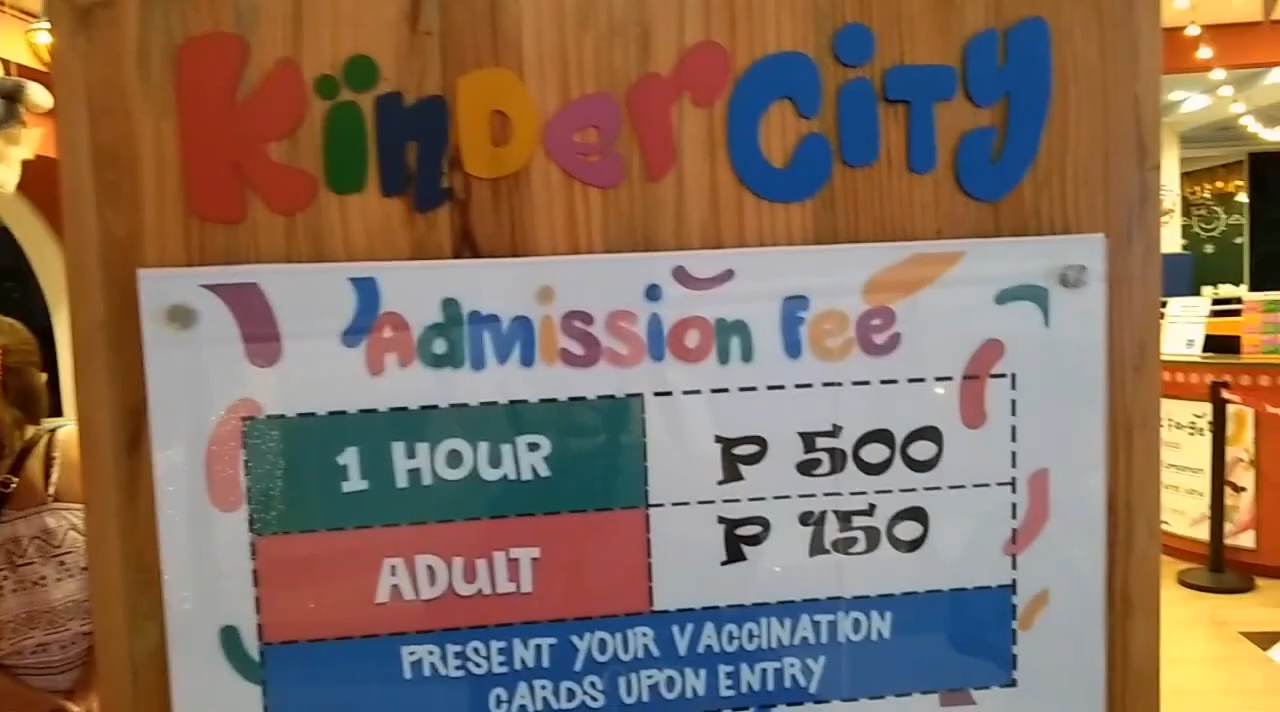 KinDerCiTy
Admission Fee
1 HOUR P 500
ADULT P 150
PRESENT YOUR VACCINATION
CARDS UPON ENTRY